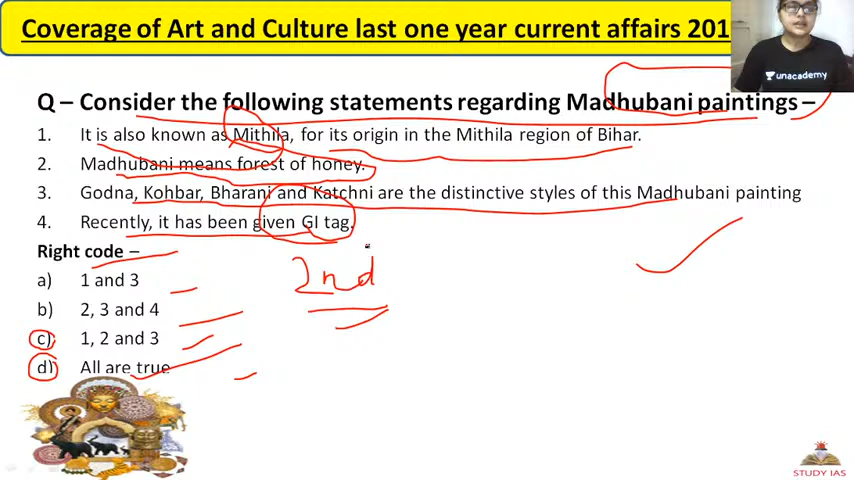 Coverage of Art and Culture last one year current affairs 201
unacademy
Q – Consider the following statements regarding Madhubani paintings –
1. It is also known as Mithila, for its origin in the Mithila region of Bihar.
2. Madhubani means forest of honey.
3. Godna, Kohbar, Bharani and Katchni are the distinctive styles of this Madhubani painting
4. Recently, it has been given GI tag.
Right code –
a) 1 and 3
2nd
b) 2, 3 and 4
c) 1, 2 and 3
d) All are true
STUDY IAS